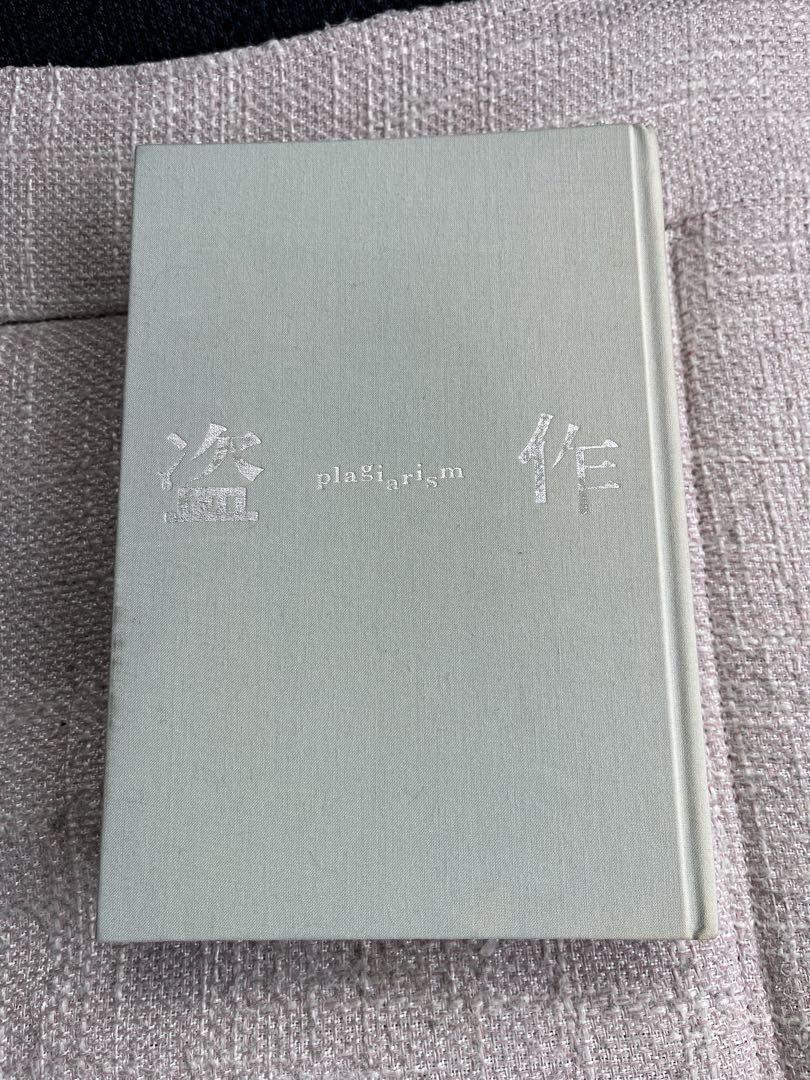 盗 plagiarism 作